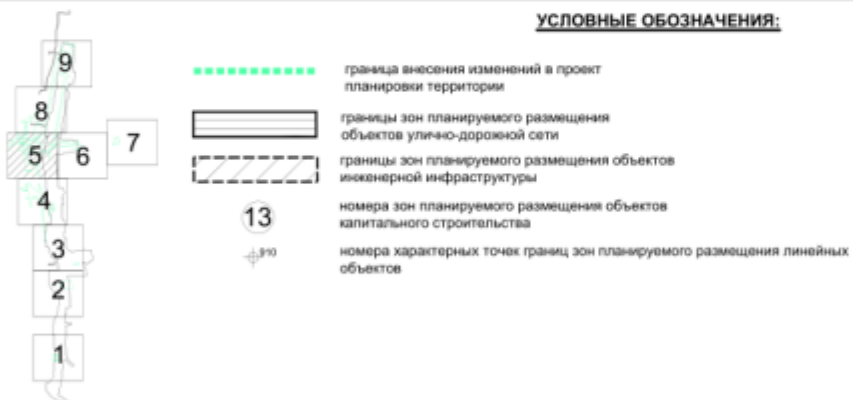 УСЛОВНЫЕ ОБОЗНАЧЕНИЯ:
9
8
7
5
6
4
3
2
1
граница внесения изменений в проект
планировки территории
границы зон планируемого размещения
объектов улично-дорожной сети
границы зон планируемого размещения объектов
инженерной инфраструктуры
13
номера зон планируемого размещения объектов
капитального строительства
910
номера характерных точек границ зон планируемого размещения линейных
объектов